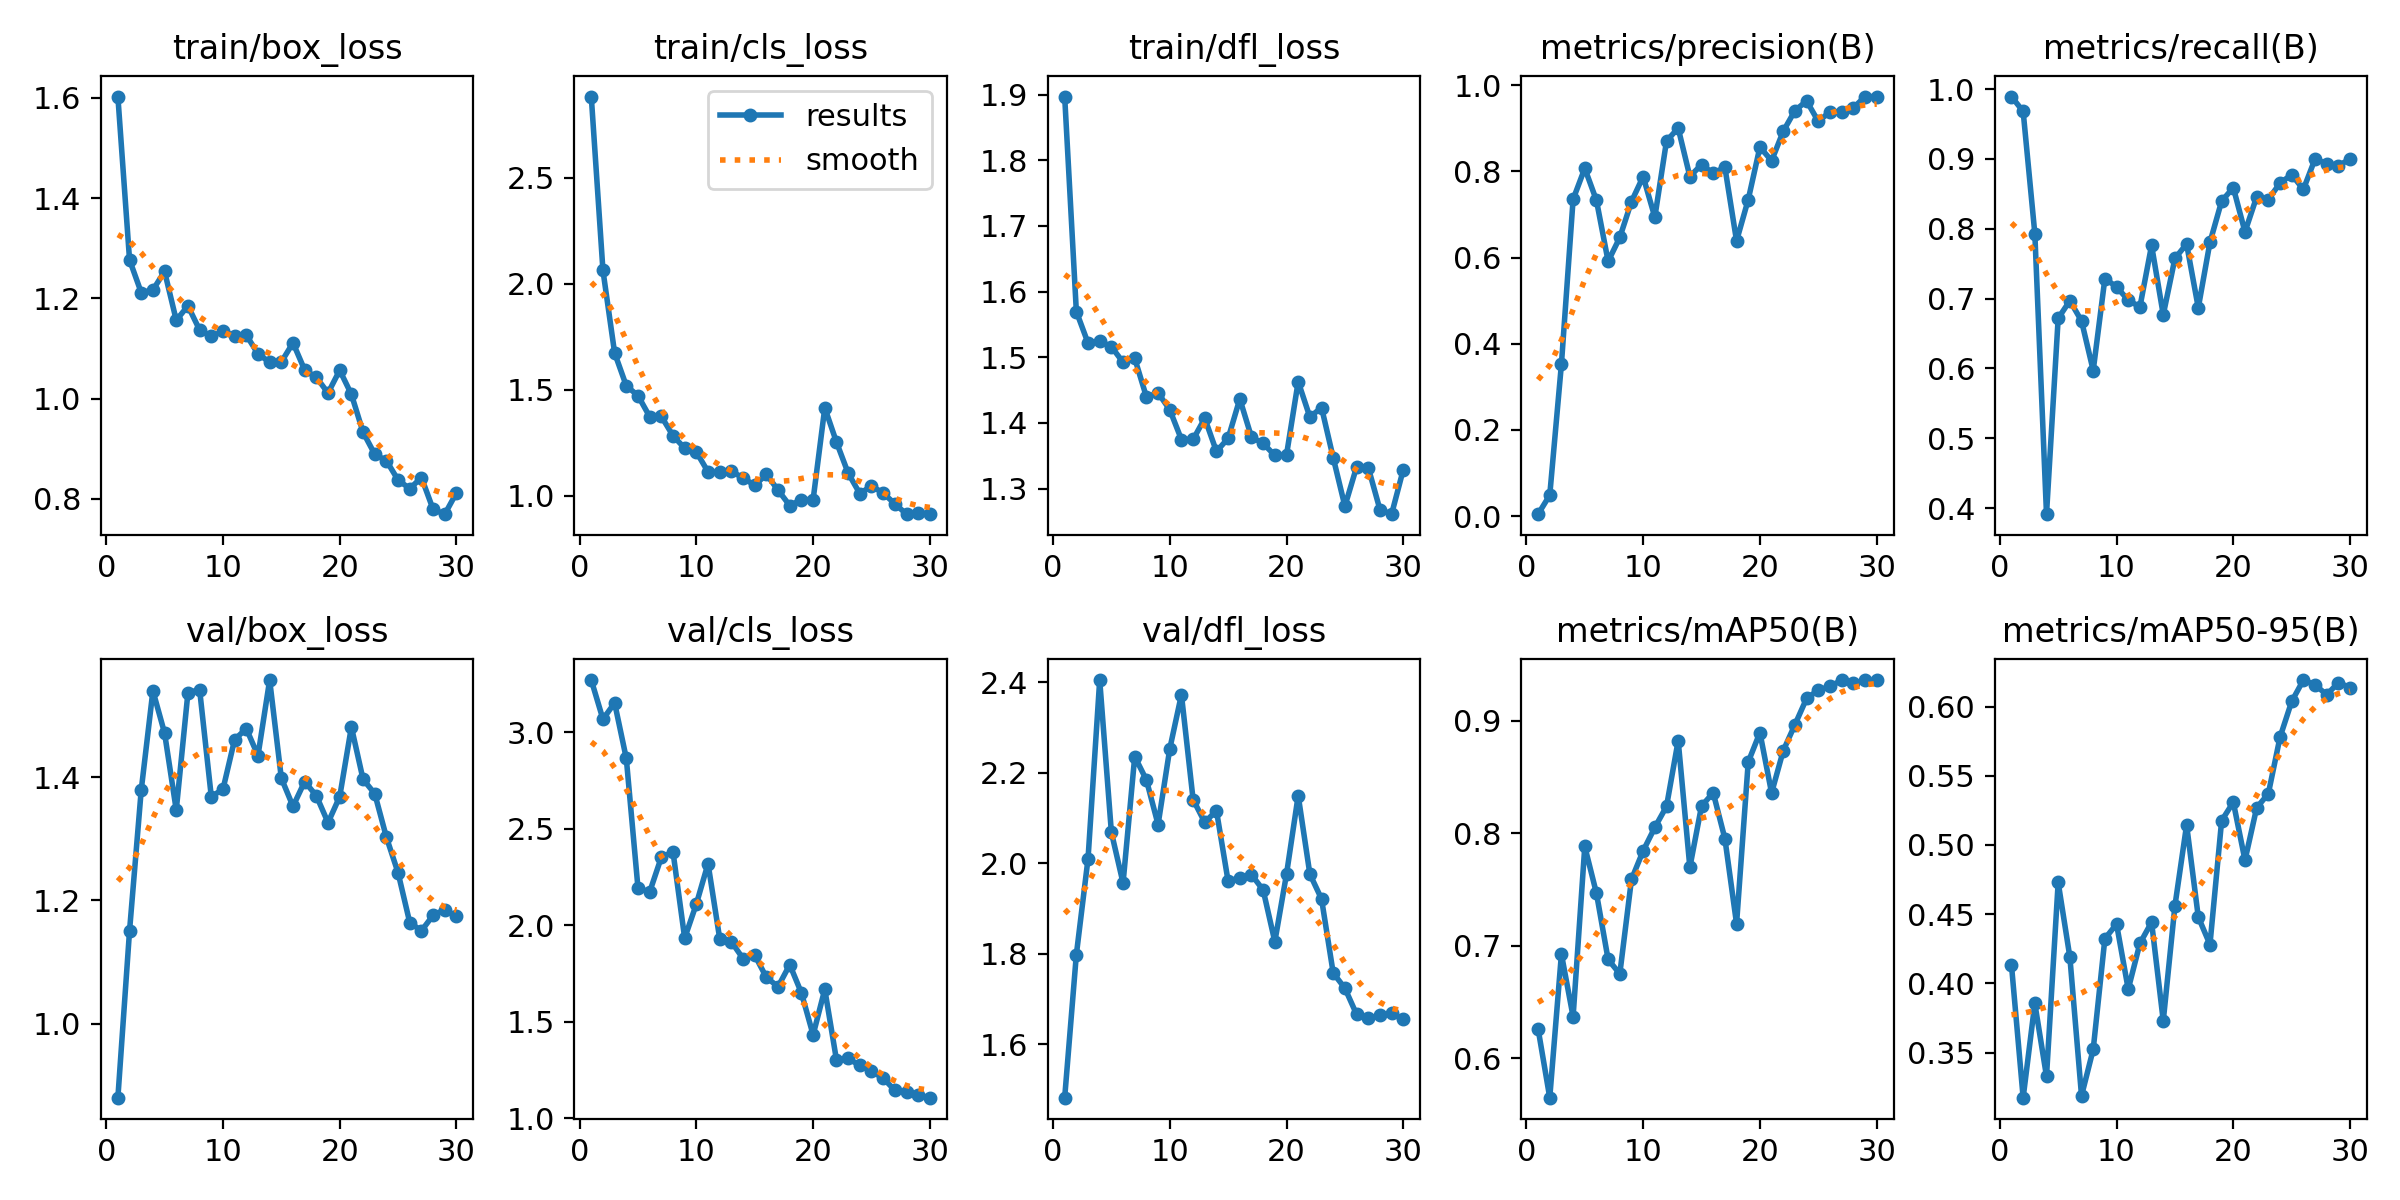 train/box_loss
1.6
1.4
1.2
1.0
0.8
0 10 20 30
train/cls_loss
results
smooth
2.5
2.0
1.5
1.0
0 10 20 30
train/dfl_loss
1.9
1.8
1.7
1.6
1.5
1.4
1.3
0 10 20 30
metrics/precision(B)
1.0
0.8
0.6
0.4
0.2
0.0
0 10 20 30
metrics/recall(B)
1.0
0.9
0.8
0.7
0.6
0.5
0.4
0 10 20 30
val/box_loss
1.4
1.2
1.0
0 10 20 30
val/cls_loss
3.0
2.5
2.0
1.5
1.0
0 10 20 30
val/dfl_loss
2.4
2.2
2.0
1.8
1.6
0 10 20 30
metrics/mAP50(B)
0.9
0.8
0.7
0.6
0 10 20 30
metrics/mAP50-95(B)
0.60
0.55
0.50
0.45
0.40
0.35
0 10 20 30